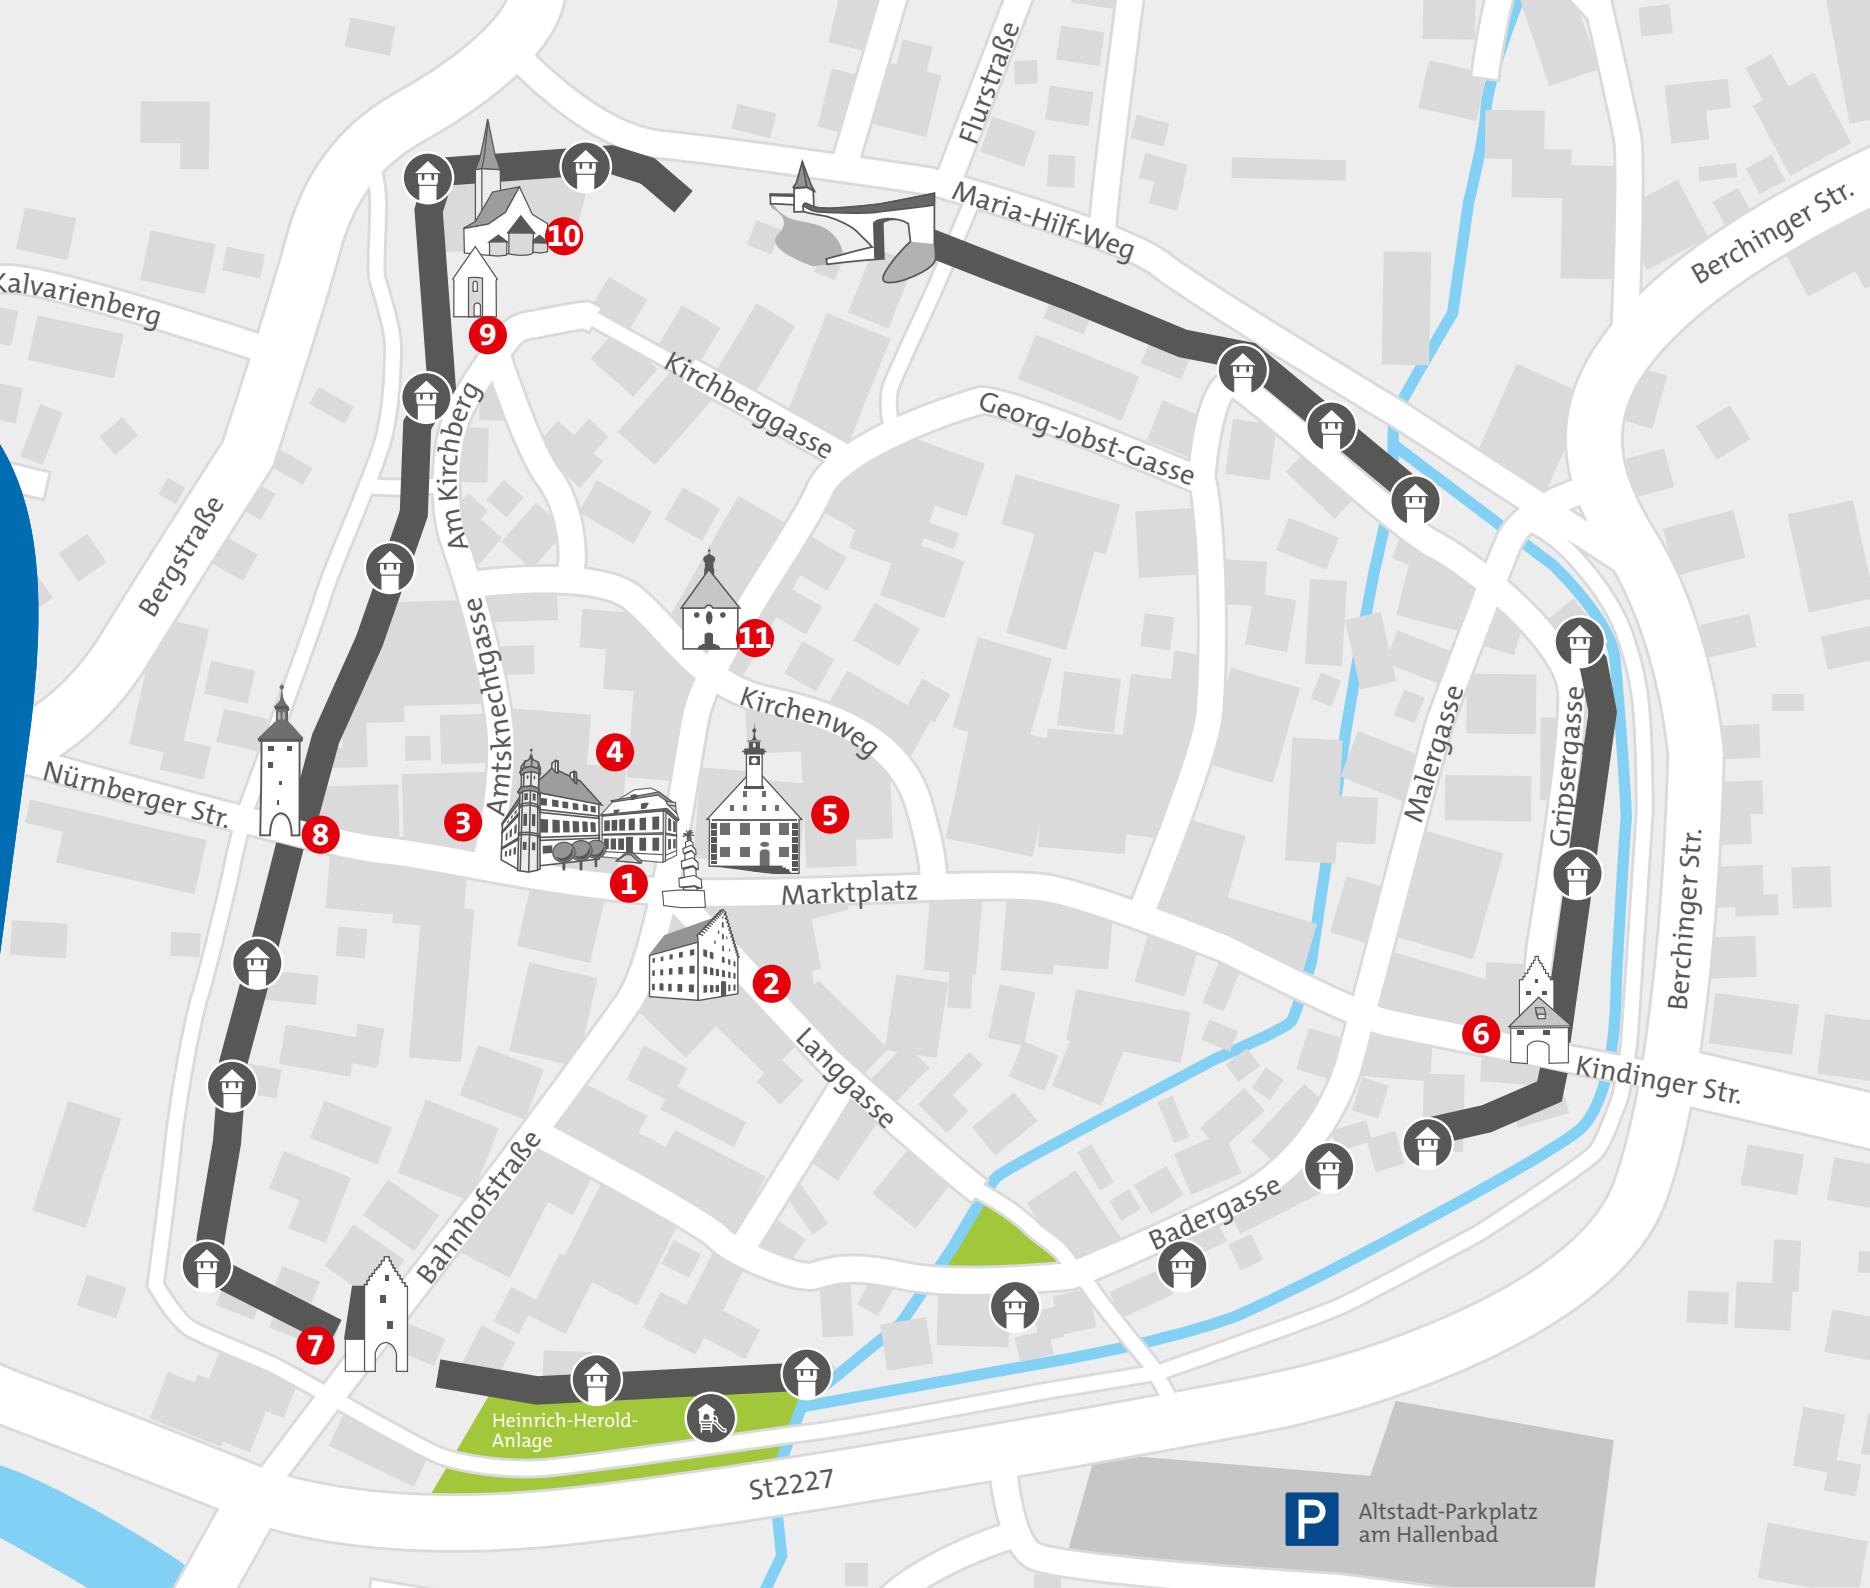 Flurstraße
Maria-Hilf-Weg
Berchinger Str.
10
Kalvarienberg
9
Kirchberggasse
Georg-Jobst-Gasse
Am Kirchberg
Bergstraße
11
Amtsknechtgasse
Kirchenweg
Malergasse
Gripsergasse
4
3
5
Nürnberger Str.
8
1
Marktplatz
Berchinger Str.
2
6
Langgasse
Kindinger Str.
Bahnhofstraße
Badergasse
7
Heinrich-Herold-
Anlage
St2227
P
Altstadt-Parkplatz
am Hallenbad